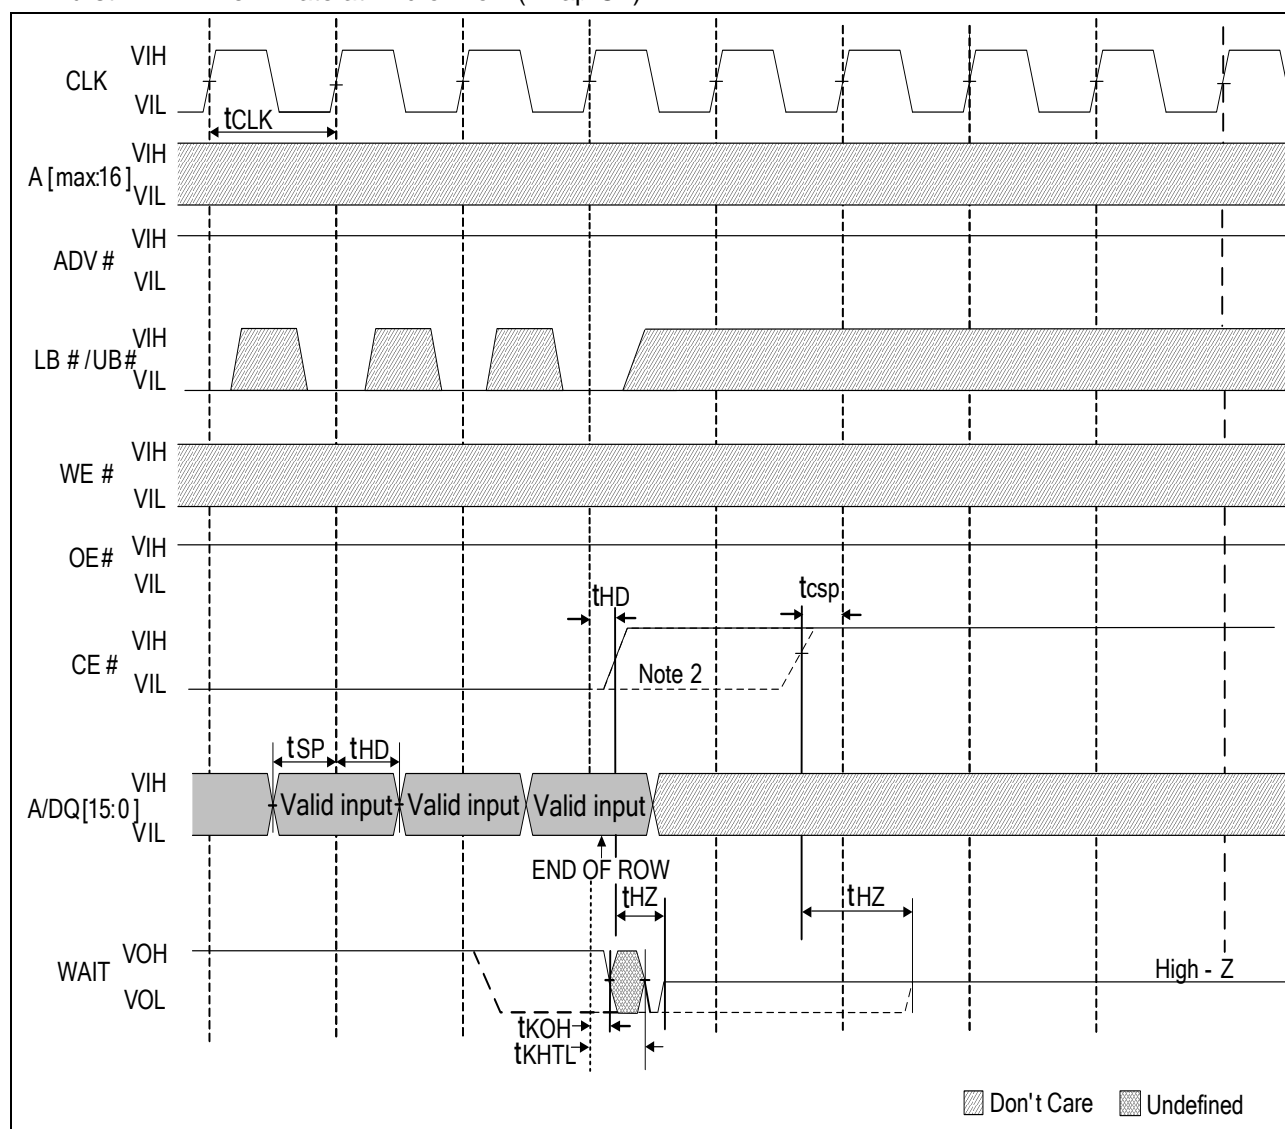 CLK VIH
VIL
tCLK
A[max:16] VIH
VIL
ADV# VIH
VIL
LB#/UB# VIH
VIL
WE# VIH
VIL
OE# VIH
VIL
tHD tcsp
CE# VIH
VIL
Note 2
tSP tHD
A/DQ[15:0] VIH
VIL
Valid input Valid input Valid input
END OF ROW
tHZ tHZ
WAIT VOH
VOL
High - Z
tKOH
tKHTL
Don't Care Undefined